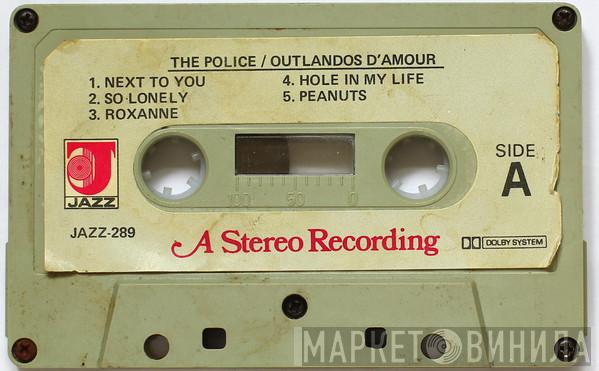 THE POLICE / OUTLANDOS D'AMOUR
1. NEXT TO YOU
2. SO LONELY
3. ROXANNE
4. HOLE IN MY LIFE
5. PEANUTS
J
JAZZ
JAZZ-289
SIDE
A
100 50 0
A Stereo Recording
DOLBY SYSTEM
МАРКЕТ ВИНИЛА